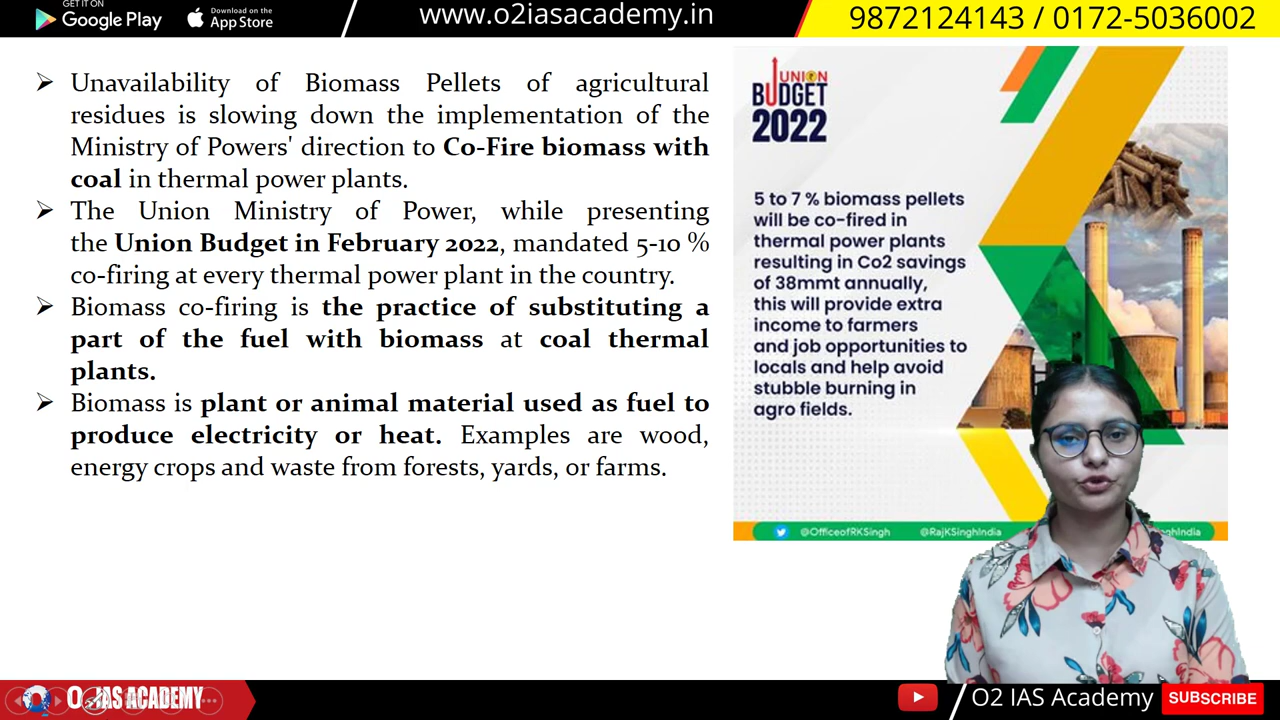 GET IT ON
Google Play
Download on the
App Store
www.o2iasacademy.in
9872124143 / 0172-5036002
➢ Unavailability of Biomass Pellets of agricultural
residues is slowing down the implementation of the
Ministry of Powers' direction to Co-Fire biomass with
coal in thermal power plants.
➢ The Union Ministry of Power, while presenting
the Union Budget in February 2022, mandated 5-10 %
co-firing at every thermal power plant in the country.
➢ Biomass co-firing is the practice of substituting a
part of the fuel with biomass at coal thermal
plants.
➢ Biomass is plant or animal material used as fuel to
produce electricity or heat. Examples are wood,
energy crops and waste from forests, yards, or farms.
UNION
BUDGET
2022
5 to 7 % biomass pellets
will be co-fired in
thermal power plants
resulting in Co2 savings
of 38mmt annually,
this will provide extra
income to farmers
and job opportunities to
locals and help avoid
stubble burning in
agro fields.
@OfficeofRKSingh @RajKSinghIndia nghIndia
O2 IAS ACADEMY
O2 IAS Academy SUBSCRIBE